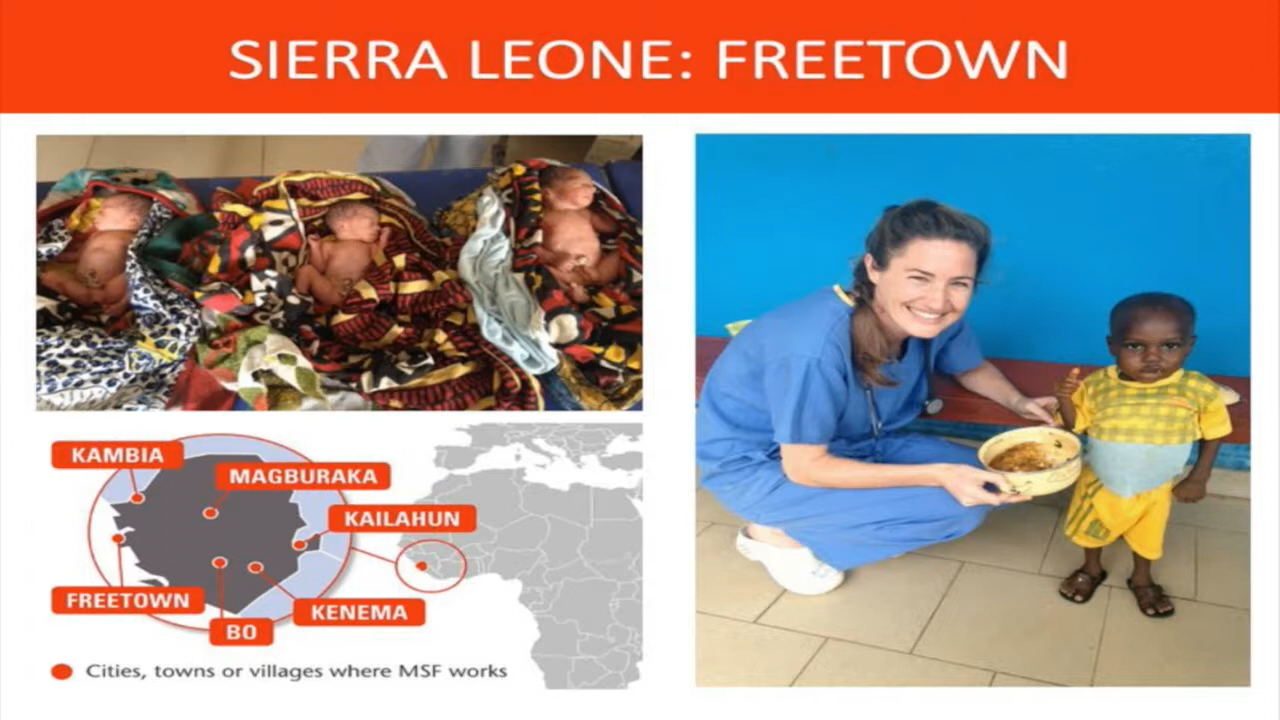 SIERRA LEONE: FREETOWN
KAMBIA
MAGBURAKA
KAILAHUN
FREETOWN
KENEMA
BO
Cities, towns or villages where MSF works